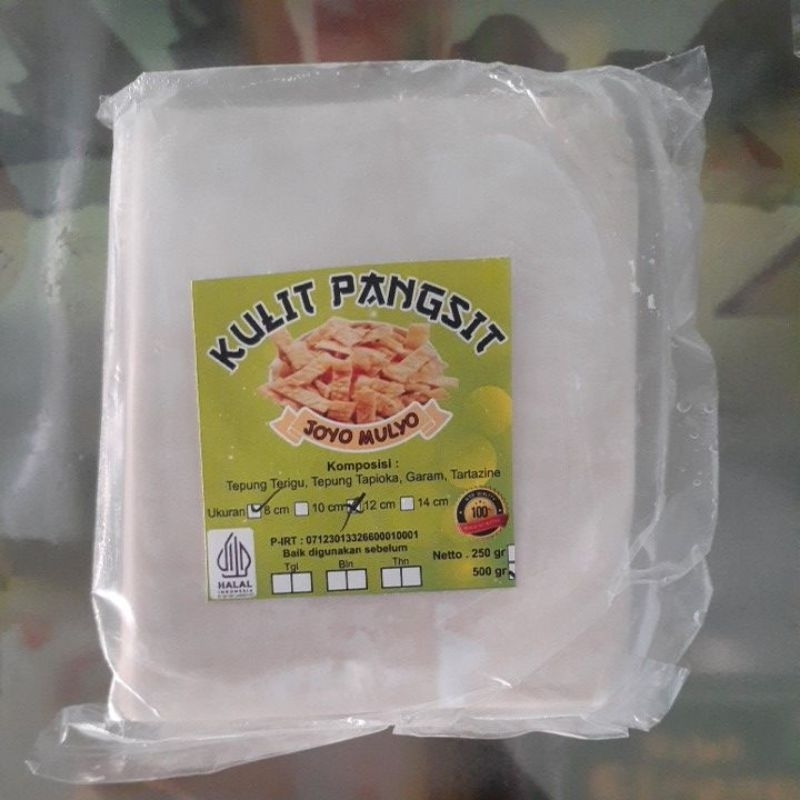 KULIT PANGSIT
JOYO MULYO
Komposisi :
Tepung Terigu, Tepung Tapioka, Garam, Tartazine
Ukuran 8 cm 10 cm 12 cm 14 cm
100%
P-IRT : 07123013326600010001
Baik digunakan sebelum
Tgl Bln Thn
Netto . 250 gr
500 gr
HALAL
INDONESIA